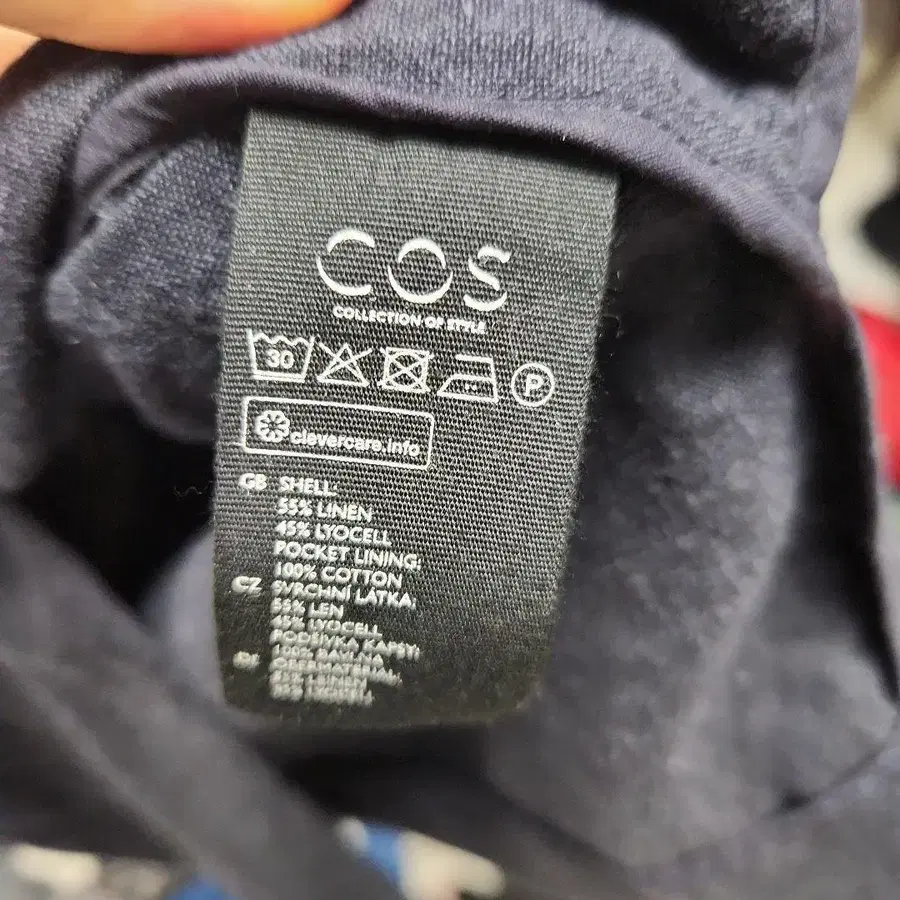 COS
COLLECTION OF STYLE
30
P
clevercare.info
GB SHELL:
55% LINEN
45% LYOCELL
POCKET LINING:
100% COTTON
CZ SVRCHNÍ LÁTKA:
55% LEN
45% LYOCELL
PODŠÍVKA KAPSY:
100% BAVLNA
OBERMATERIAL: